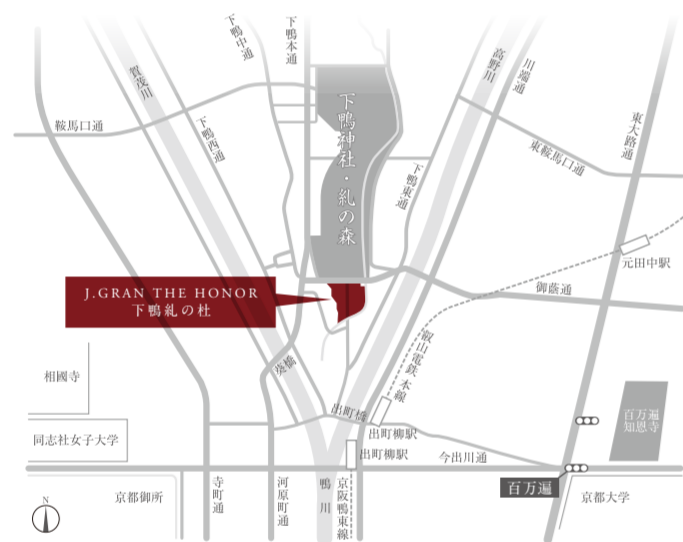 下鴨中通
下鴨本通
賀茂川
高野川
川端通
東大路通
鞍馬口通
下鴨西通
下鴨神社・糺の森
下鴨東通
東鞍馬口通
元田中駅
御蔭通
J.GRAN THE HONOR
下鴨糺の杜
叡山電鉄 本線
葵橋
相國寺
出町橋
出町柳駅
百万遍
知恩寺
同志社女子大学
出町柳駅
今出川通
百万遍
京都御所
寺町通
河原町通
鴨川
京阪鴨東線
京都大学
N